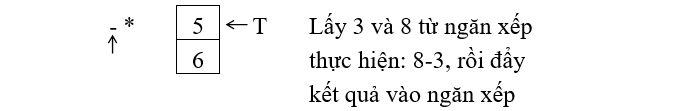 - * 5 ← T Lấy 3 và 8 từ ngăn xếp
↑ 6 thực hiện: 8-3, rồi đẩy
kết quả vào ngăn xếp